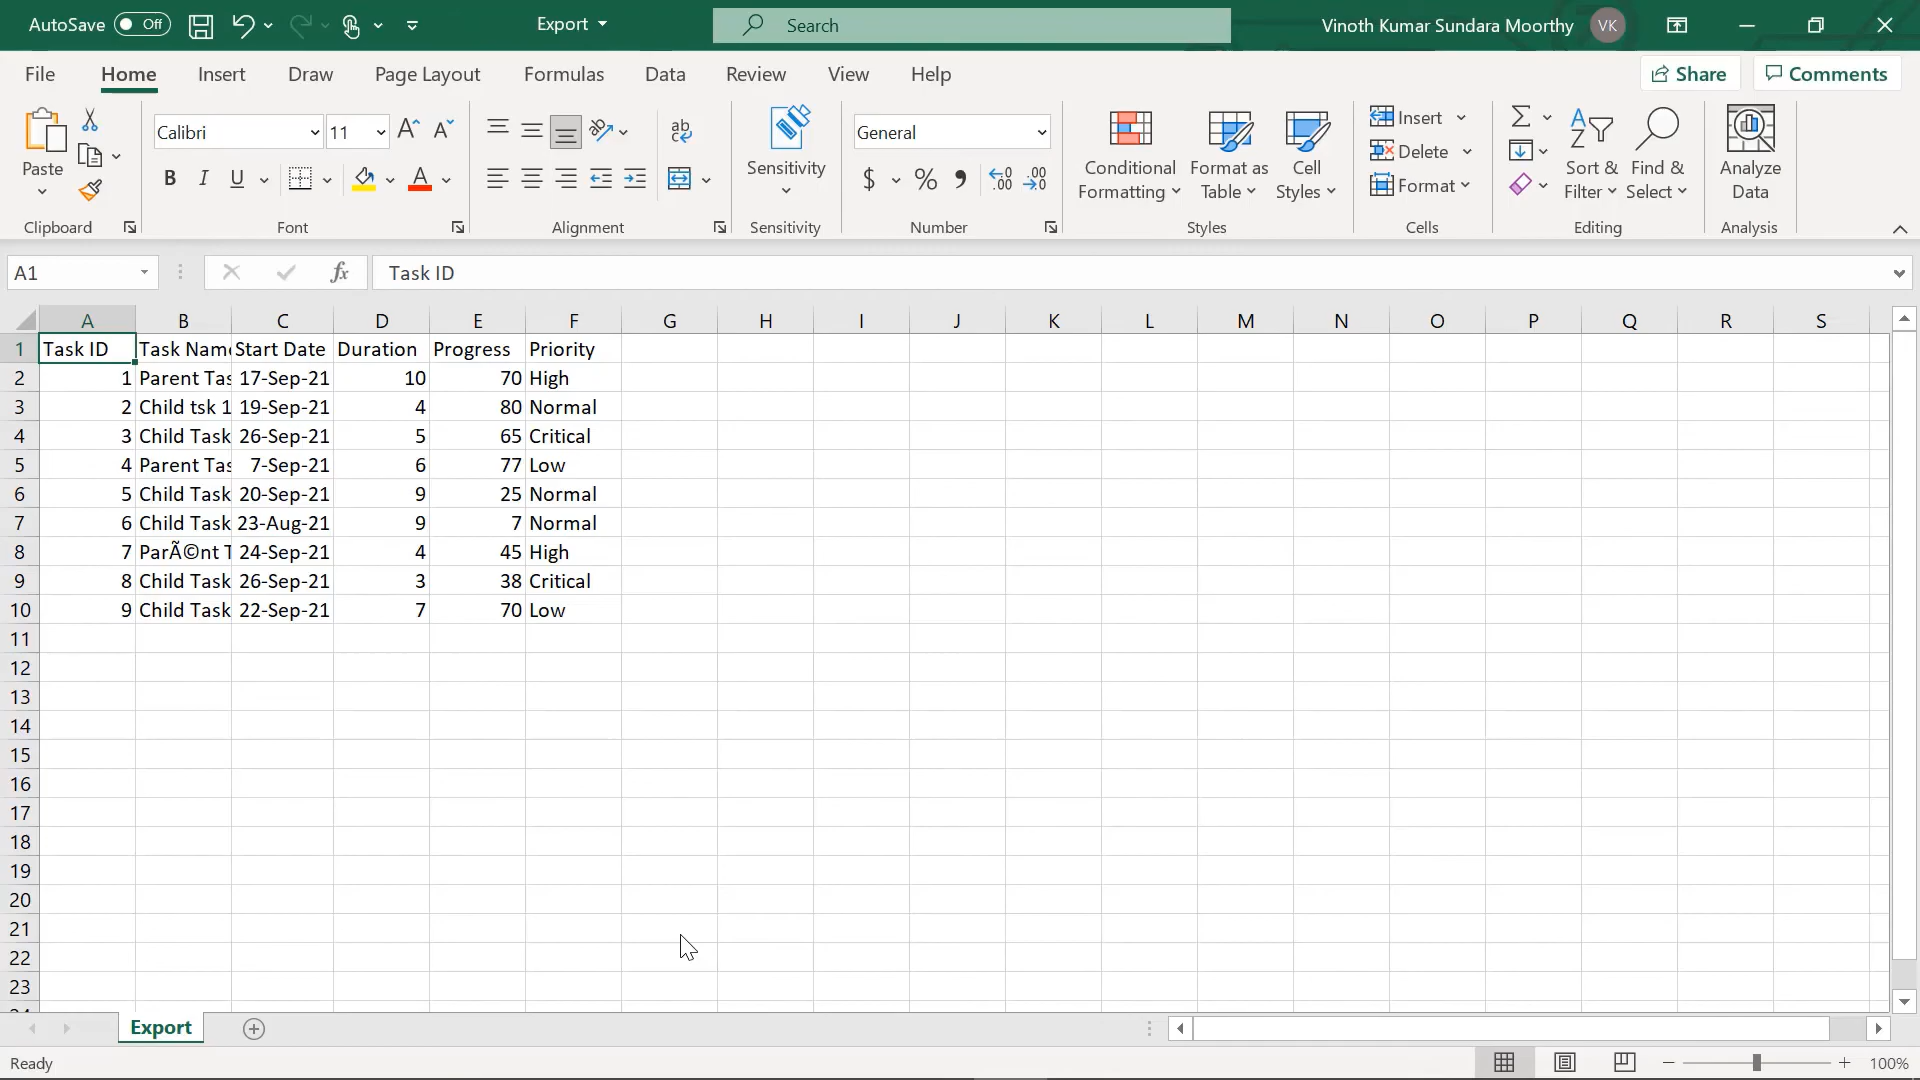 AutoSave Off Export Search Vinoth Kumar Sundara Moorthy VK
File Home Insert Draw Page Layout Formulas Data Review View Help Share Comments
Paste Calibri 11 ab General Sensitivity Conditional Formatting Format as Table Cell Styles Insert Delete Format Sort & Filter Find & Select Analyze Data
B I U A $ % , .00 .00
Clipboard Font Alignment Sensitivity Number Styles Cells Editing Analysis
A1 fx Task ID
A B C D E F G H I J K L M N O P Q R S
1 Task ID Task Name Start Date Duration Progress Priority
2 1 Parent Tas 17-Sep-21 10 70 High
3 2 Child tsk 1 19-Sep-21 4 80 Normal
4 3 Child Task 26-Sep-21 5 65 Critical
5 4 Parent Tas 7-Sep-21 6 77 Low
6 5 Child Task 20-Sep-21 9 25 Normal
7 6 Child Task 23-Aug-21 9 7 Normal
8 7 ParÃ©nt T 24-Sep-21 4 45 High
9 8 Child Task 26-Sep-21 3 38 Critical
10 9 Child Task 22-Sep-21 7 70 Low
11
12
13
14
15
16
17
18
19
20
21
22
23
Export
Ready 100%